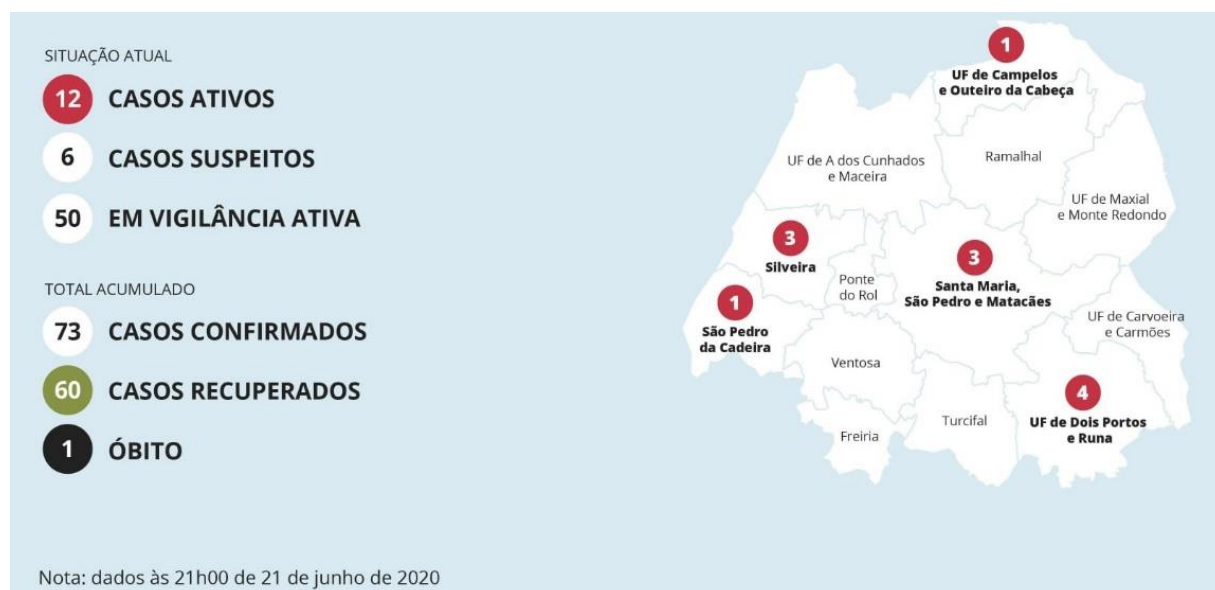 SITUAÇÃO ATUAL
12 CASOS ATIVOS
6 CASOS SUSPEITOS
50 EM VIGILÂNCIA ATIVA
TOTAL ACUMULADO
73 CASOS CONFIRMADOS
60 CASOS RECUPERADOS
1 ÓBITO
Nota: dados às 21h00 de 21 de junho de 2020
1
UF de Campelos
e Outeiro da Cabeça
UF de A dos Cunhados
e Maceira
Ramalhal
UF de Maxial
e Monte Redondo
3
Silveira
Ponte
do Rol
3
Santa Maria,
São Pedro e Matacães
1
São Pedro
da Cadeira
UF de Carvoeira
e Carmões
Ventosa
4
UF de Dois Portos
e Runa
Turcifal
Freiria